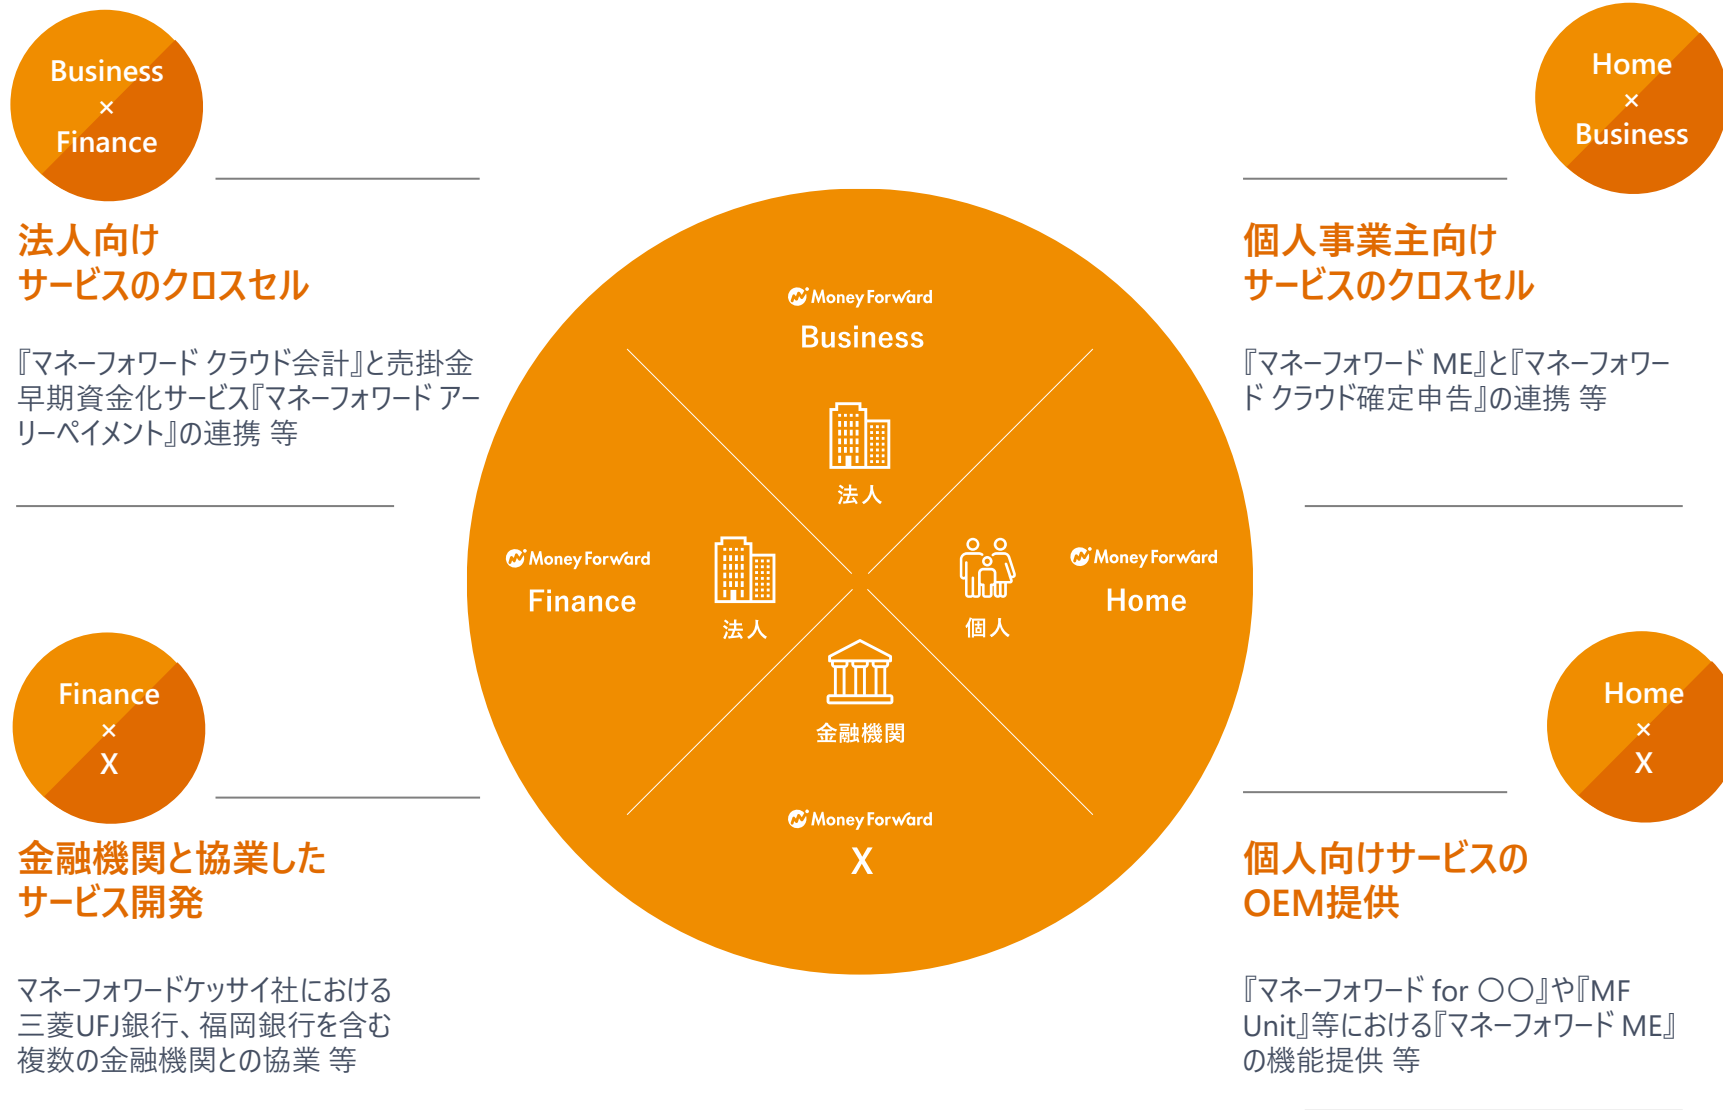 Business
×
Finance
法人向け
サービスのクロスセル
『マネーフォワード クラウド会計』と売掛金
早期資金化サービス『マネーフォワード アー
リーペイメント』の連携 等
Home
×
Business
個人事業主向け
サービスのクロスセル
『マネーフォワード ME』と『マネーフォワー
ド クラウド確定申告』の連携 等
Money Forward
Business
法人
Money Forward
Finance
法人
個人
Money Forward
Home
金融機関
Money Forward
X
Finance
×
X
金融機関と協業した
サービス開発
マネーフォワードケッサイ社における
三菱UFJ銀行、福岡銀行を含む
複数の金融機関との協業 等
Home
×
X
個人向けサービスの
OEM提供
『マネーフォワード for 〇〇』や『MF
Unit』等における『マネーフォワード ME』
の機能提供 等